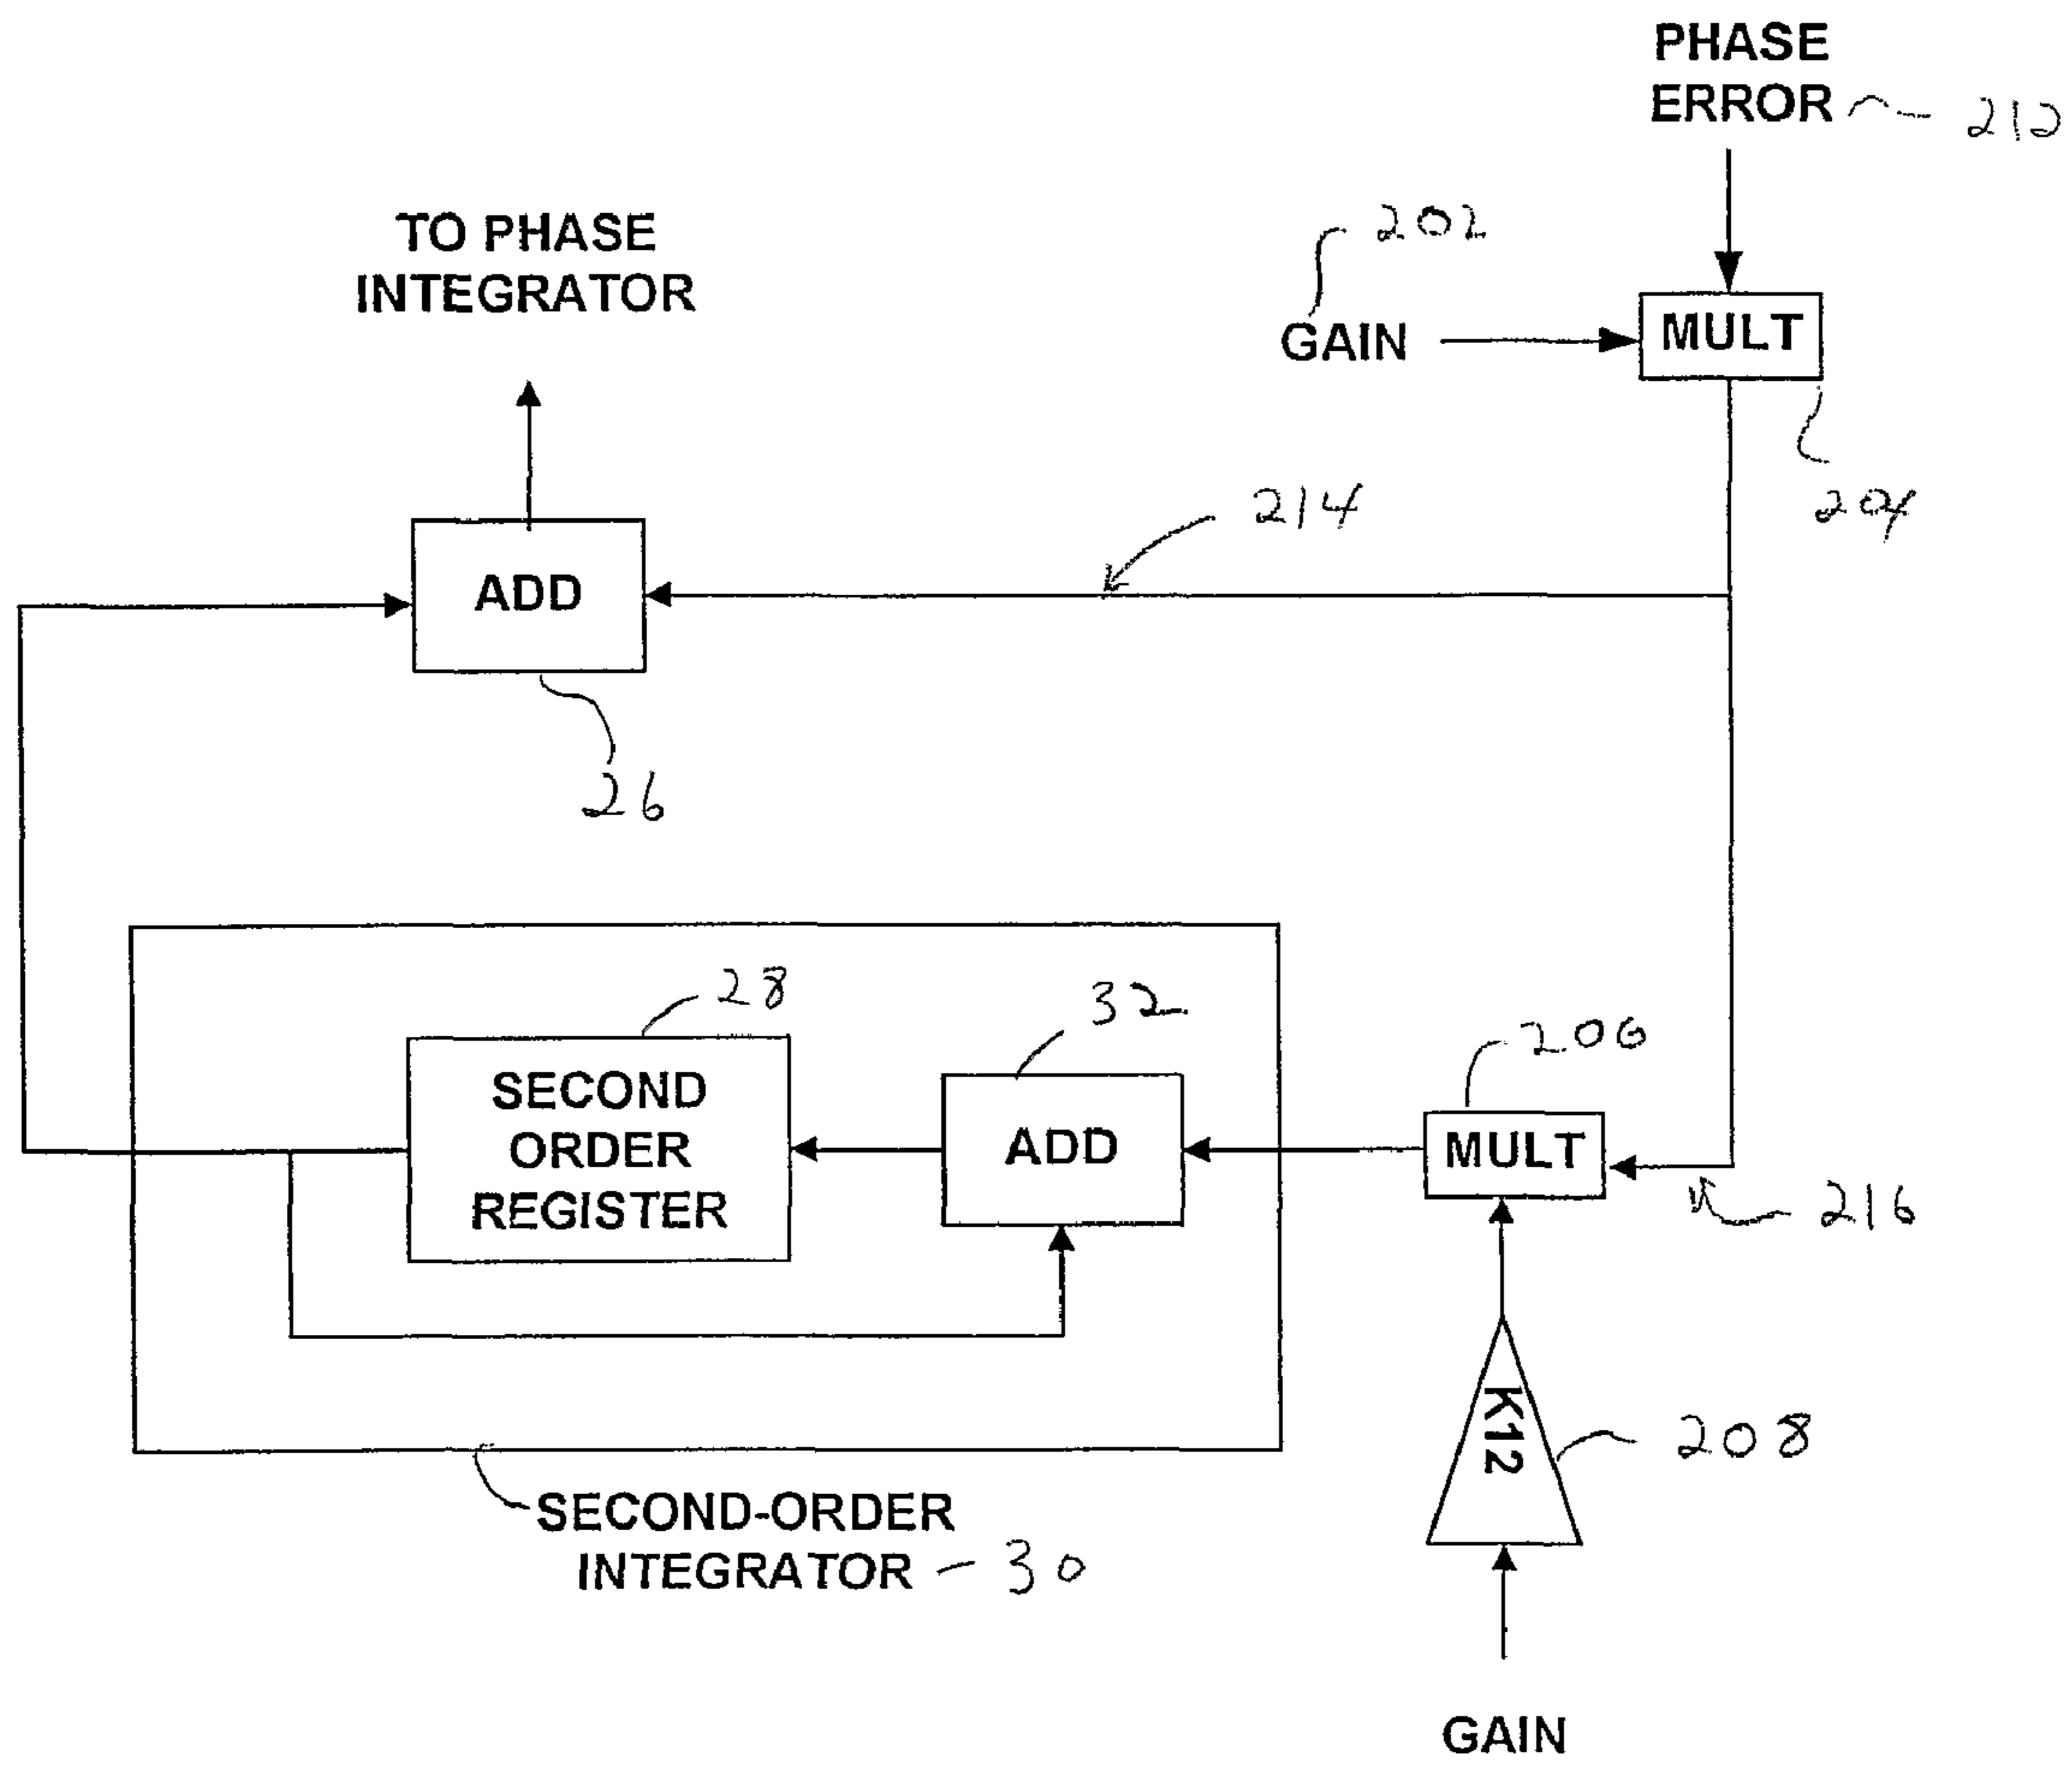 PHASE
ERROR 212
TO PHASE
INTEGRATOR
202
GAIN
MULT
204
214
ADD
26
28
SECOND
ORDER
REGISTER
32
ADD
206
MULT
216
K12
208
SECOND-ORDER
INTEGRATOR 30
GAIN